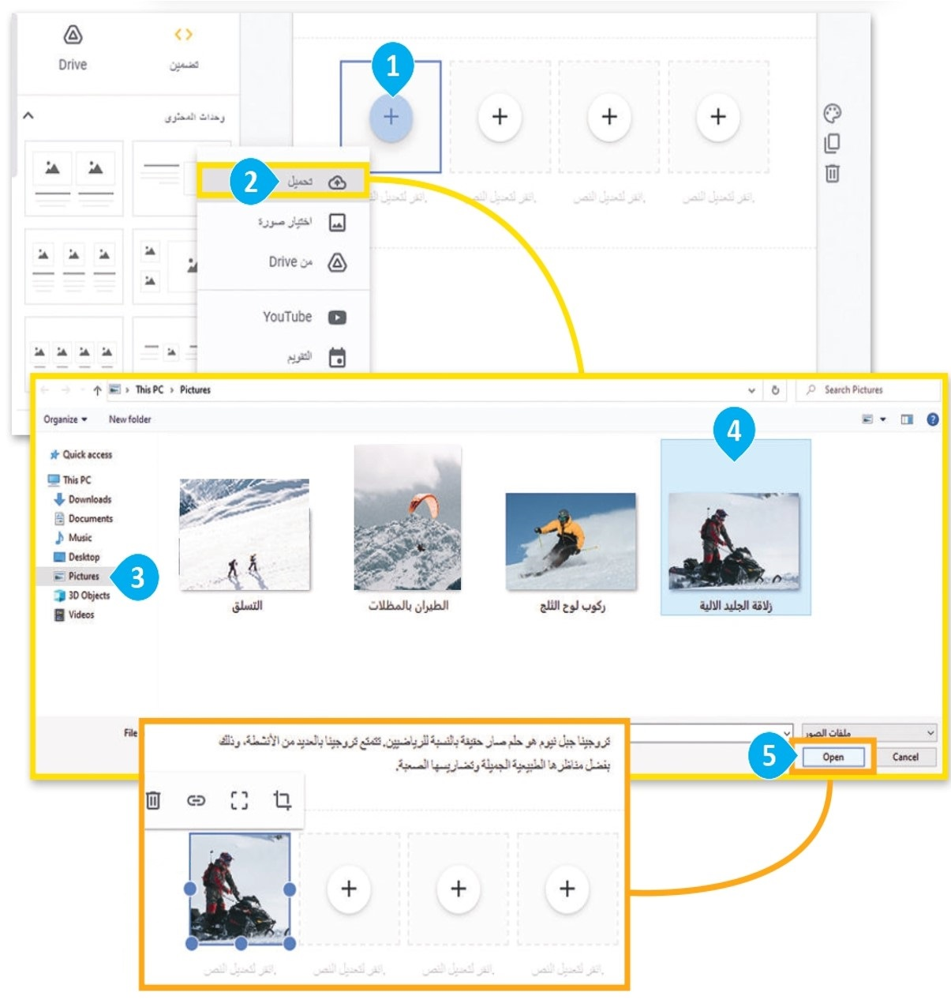 Drive
تضمين
وحدات المحتوى
1
2
تحميل
اختيار صورة
من Drive
YouTube
التقويم
انقر لتعديل النص.
انقر لتعديل النص.
انقر لتعديل النص.
انقر لتعديل النص.
This PC > Pictures
Search Pictures
Organize
New folder
Quick access
This PC
Downloads
Documents
Music
Desktop
Pictures
3D Objects
Videos
3
4
التسلق
الطيران بالمظلات
ركوب لوح الثلج
زلاقة الجليد الالية
File
ملفات الصور
5
Open
Cancel
تروجينا جبل نيوم هو حلم صار حقيقة بالنسبة للرياضيين. تتمتع تروجينا بالعديد من الأنشطة، وذلك
بفضل مناظرها الطبيعية الجميلة وتضاريسها الصعبة.
انقر لتعديل النص.
انقر لتعديل النص.
انقر لتعديل النص.
انقر لتعديل النص.